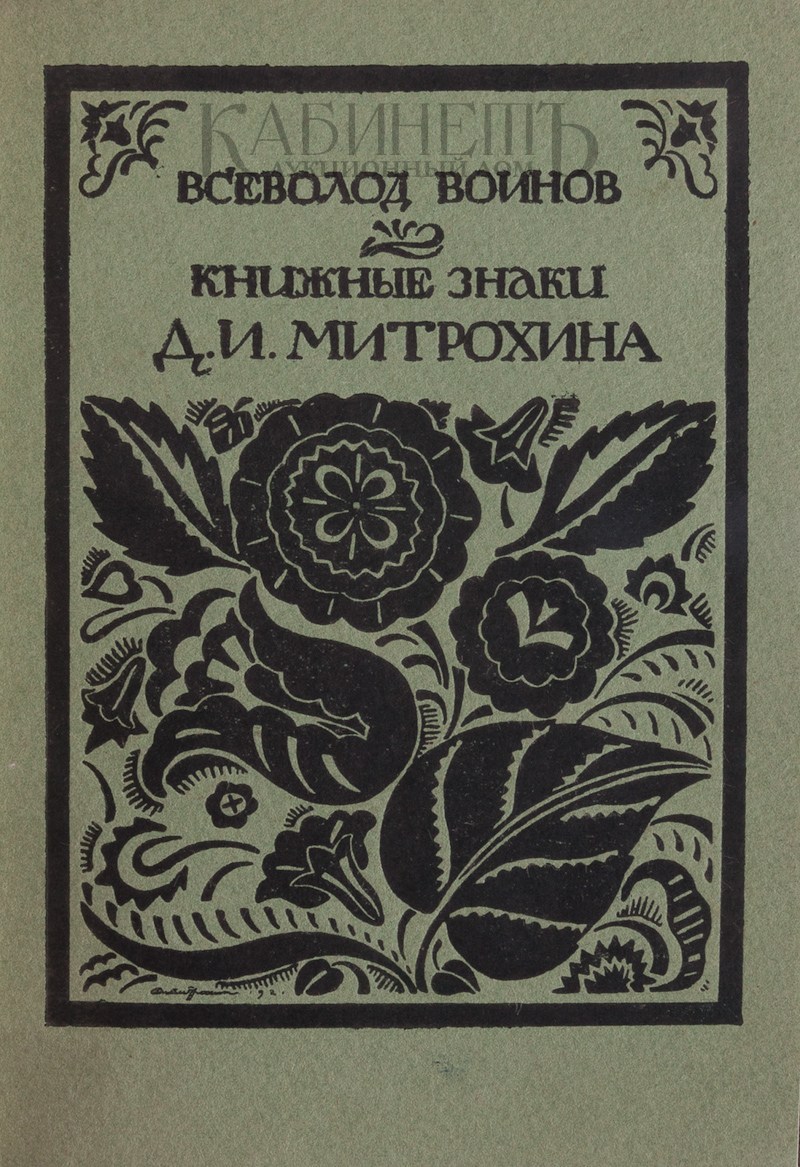 КАБИНЕТЪ
АУКЦИОННЫЙ ДОМ
ВСЕВОЛОД ВОИНОВ
КНИЖНЫЕ ЗНАКИ
Д.И. МИТРОХИНА